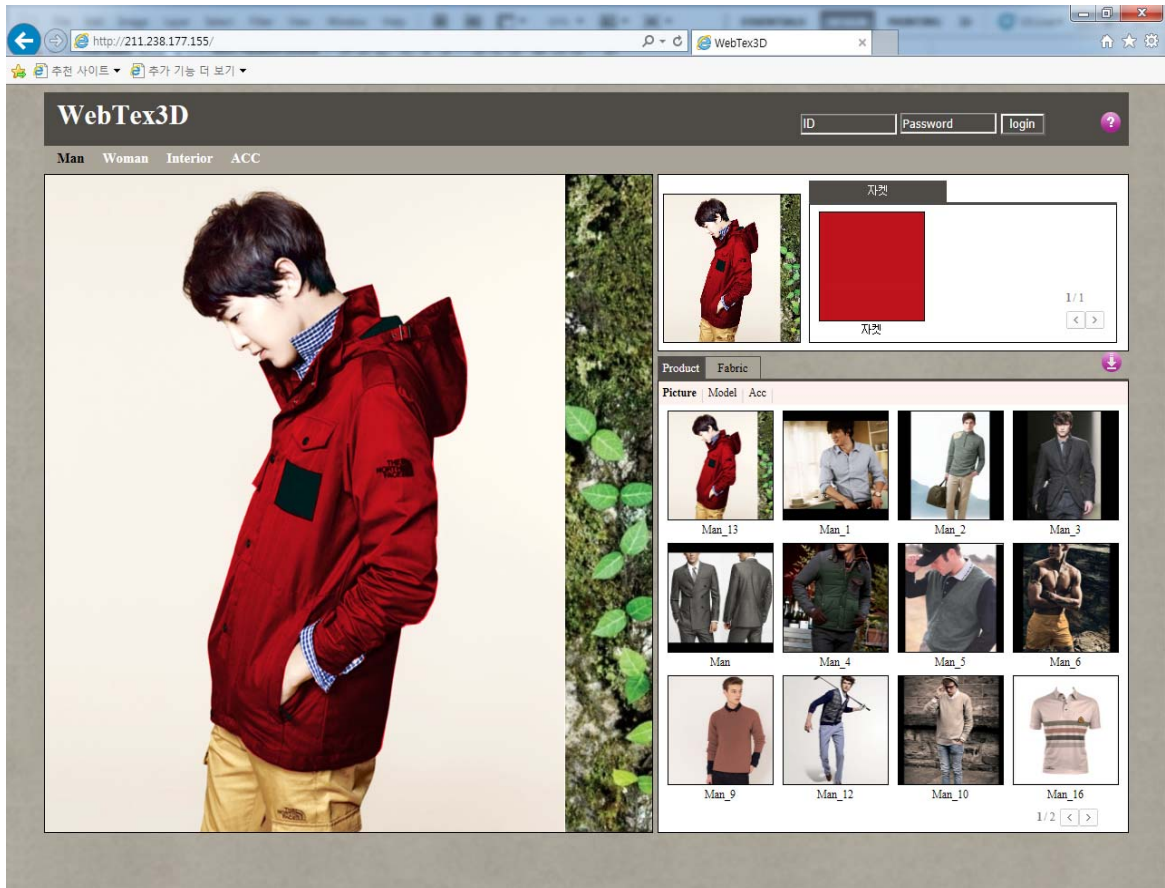 http://211.238.177.155/
WebTex3D
추천 사이트
추가 기능 더 보기
WebTex3D
ID
Password
login
?
Man Woman Interior ACC
THE
NORTH
FACE
자켓
자켓
1/1
< >
Product Fabric
Picture Model Acc
Man_13 Man_1 Man_2 Man_3
Man Man_4 Man_5 Man_6
Man_9 Man_12 Man_10 Man_16
1/2 < >